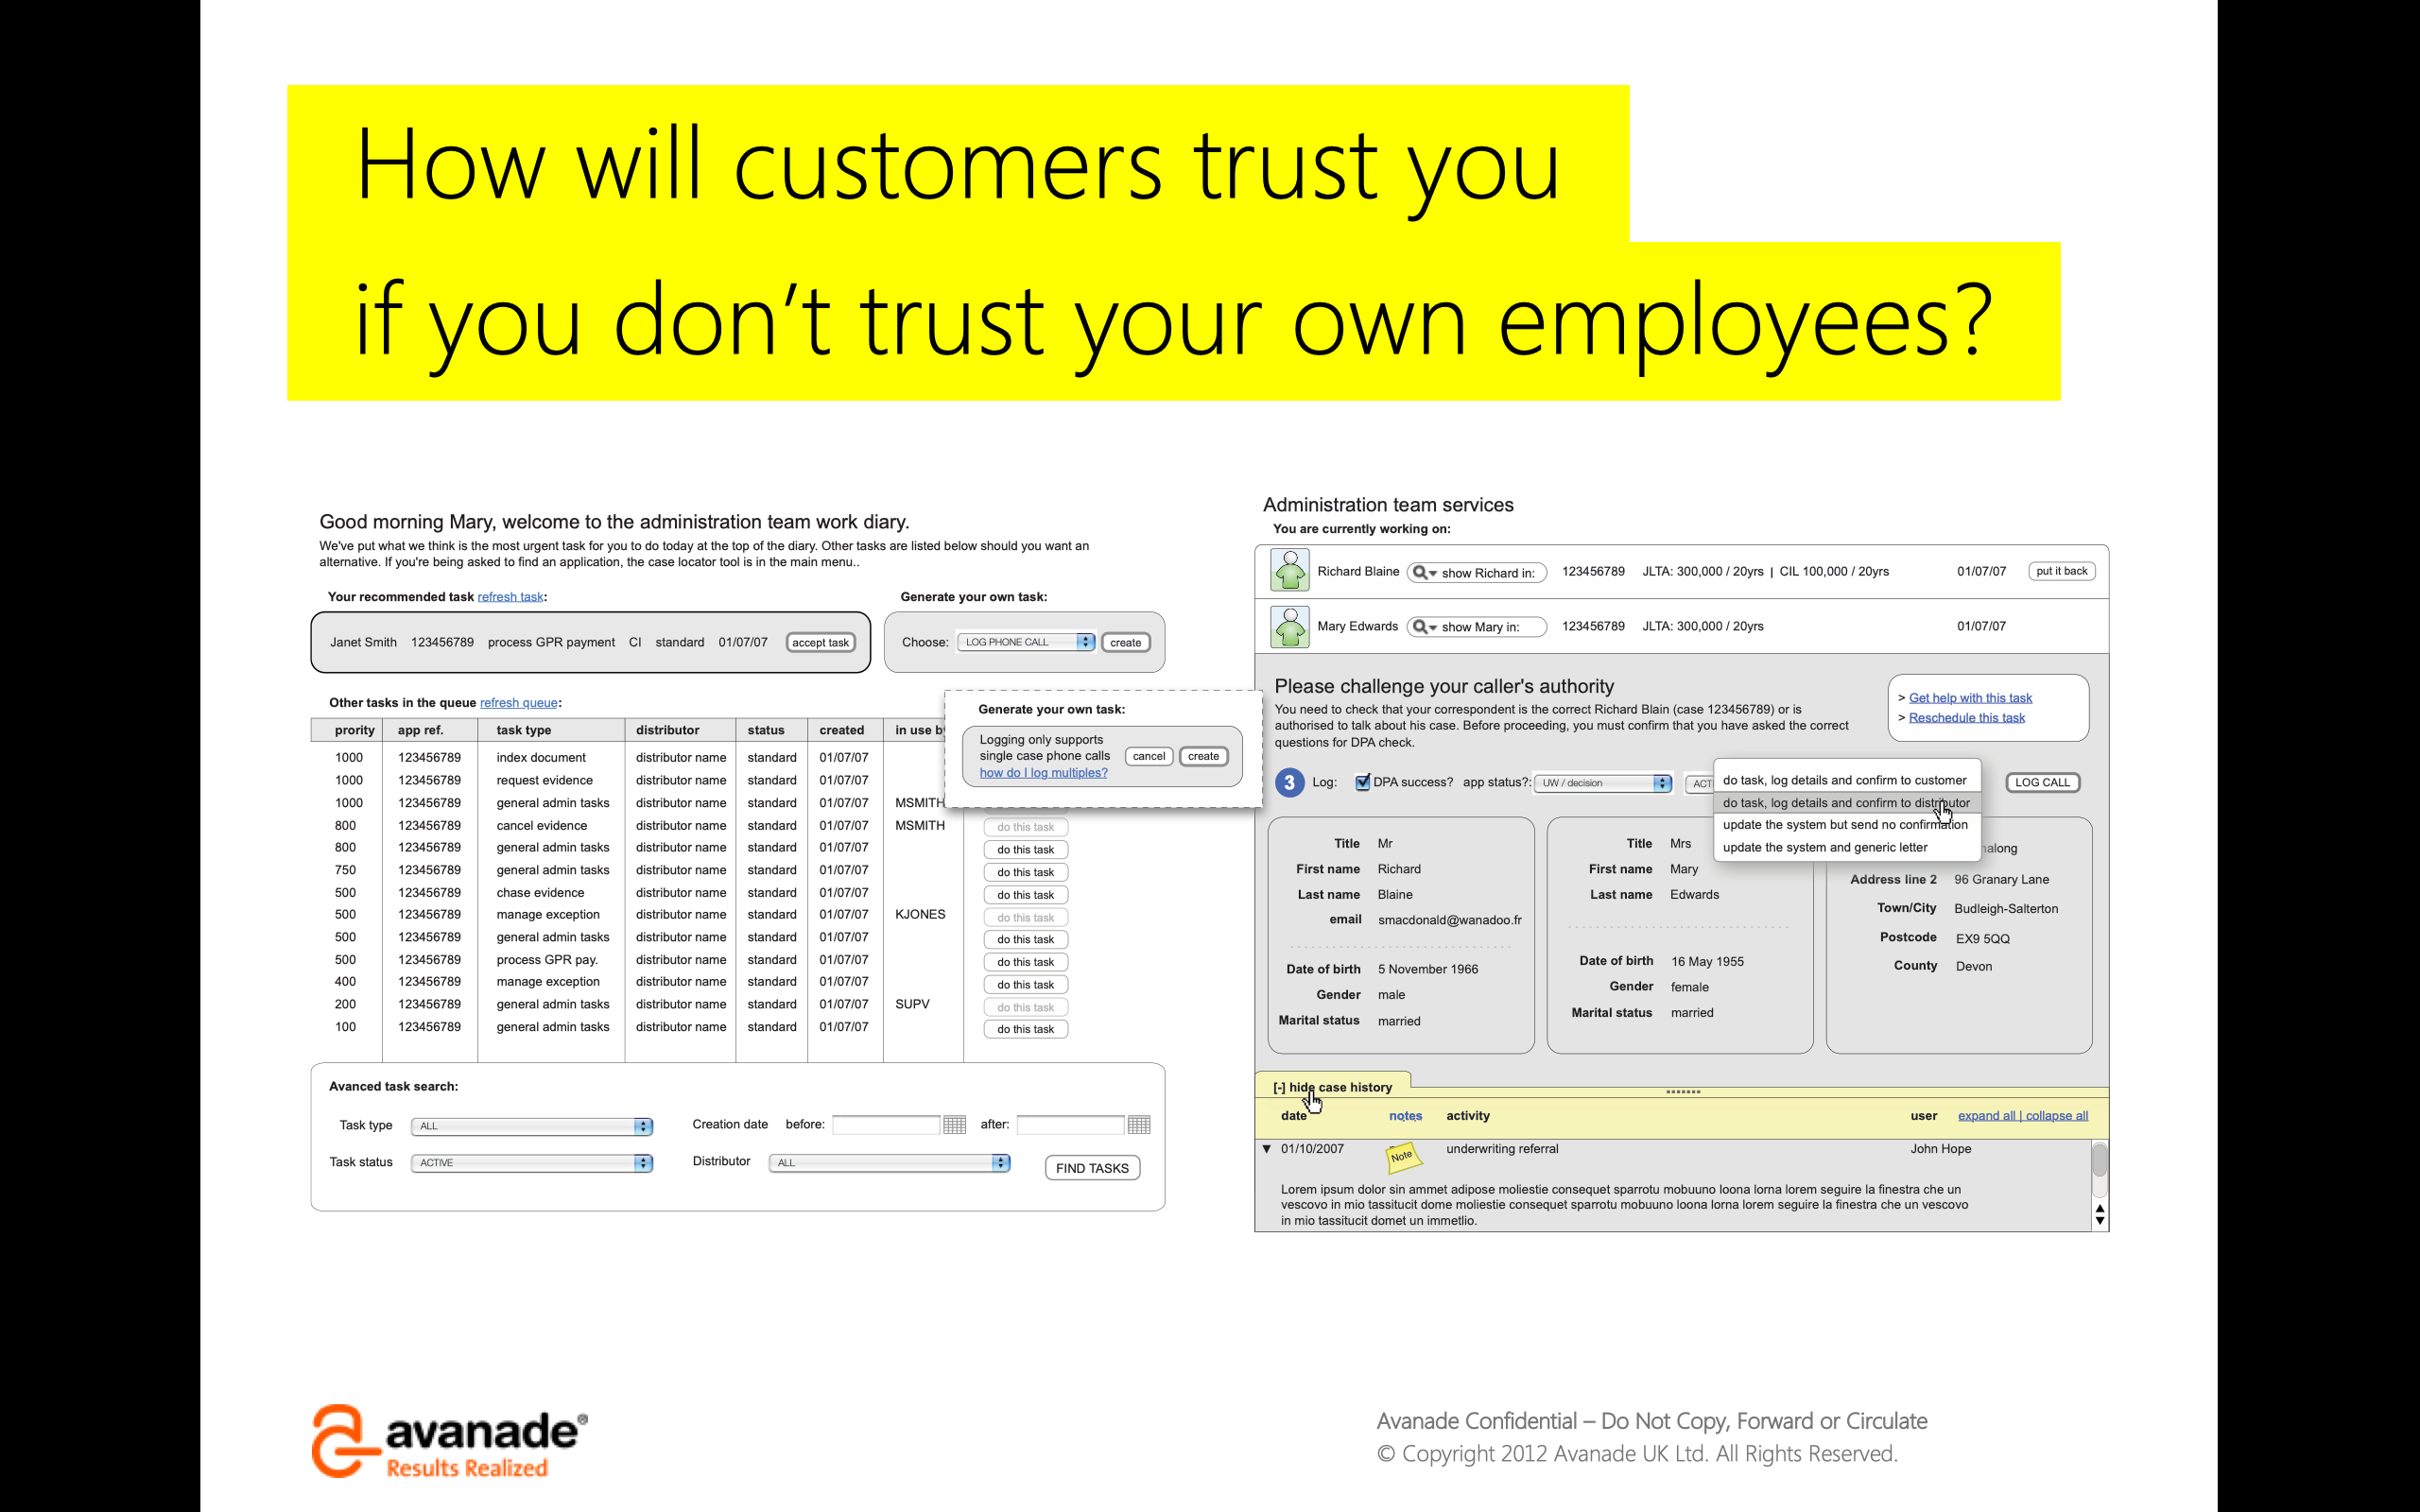 How will customers trust you
if you don't trust your own employees?
Good morning Mary, welcome to the administration team work diary.
We've put what we think is the most urgent task for you to do today at the top of the diary. Other tasks are listed below should you want an
alternative. If you're being asked to find an application, the case locator tool is in the main menu..
Your recommended task refresh task:
Janet Smith 123456789 process GPR payment CI standard 01/07/07 accept task
Generate your own task:
Choose: LOG PHONE CALL create
Other tasks in the queue refresh queue:
prority app ref. task type distributor status created in use b
1000 123456789 index document distributor name standard 01/07/07
1000 123456789 request evidence distributor name standard 01/07/07
1000 123456789 general admin tasks distributor name standard 01/07/07 MSMITH
800 123456789 cancel evidence distributor name standard 01/07/07 MSMITH do this task
800 123456789 general admin tasks distributor name standard 01/07/07 do this task
750 123456789 general admin tasks distributor name standard 01/07/07 do this task
500 123456789 chase evidence distributor name standard 01/07/07 do this task
500 123456789 manage exception distributor name standard 01/07/07 KJONES do this task
500 123456789 general admin tasks distributor name standard 01/07/07 do this task
500 123456789 process GPR pay. distributor name standard 01/07/07 do this task
400 123456789 manage exception distributor name standard 01/07/07 do this task
200 123456789 general admin tasks distributor name standard 01/07/07 SUPV do this task
100 123456789 general admin tasks distributor name standard 01/07/07 do this task
Generate your own task:
Logging only supports
single case phone calls
how do I log multiples?
cancel create
Avanced task search:
Task type ALL Creation date before: after:
Task status ACTIVE Distributor ALL FIND TASKS
Administration team services
You are currently working on:
Richard Blaine show Richard in: 123456789 JLTA: 300,000 / 20yrs | CIL 100,000 / 20yrs 01/07/07 put it back
Mary Edwards show Mary in: 123456789 JLTA: 300,000 / 20yrs 01/07/07
Please challenge your caller's authority
You need to check that your correspondent is the correct Richard Blain (case 123456789) or is
authorised to talk about his case. Before proceeding, you must confirm that you have asked the correct
questions for DPA check.
> Get help with this task
> Reschedule this task
3 Log: DPA success? app status?: UW / decision ACT LOG CALL
do task, log details and confirm to customer
do task, log details and confirm to distributor
update the system but send no confirmation
update the system and generic letter
Title Mr
First name Richard
Last name Blaine
email smacdonald@wanadoo.fr
Date of birth 5 November 1966
Gender male
Marital status married
Title Mrs
First name Mary
Last name Edwards
Date of birth 16 May 1955
Gender female
Marital status married
nalong
Address line 2 96 Granary Lane
Town/City Budleigh-Salterton
Postcode EX9 5QQ
County Devon
[-] hide case history
date notes activity user expand all | collapse all
01/10/2007 Note underwriting referral John Hope
Lorem ipsum dolor sin ammet adipose moliestie consequet sparrotu mobuuno loona lorna lorem seguire la finestra che un
vescovo in mio tassitucit dome moliestie consequet sparrotu mobuuno loona lorna lorem seguire la finestra che un vescovo
in mio tassitucit domet un immetlio.
avanade®
Results Realized
Avanade Confidential – Do Not Copy, Forward or Circulate
© Copyright 2012 Avanade UK Ltd. All Rights Reserved.